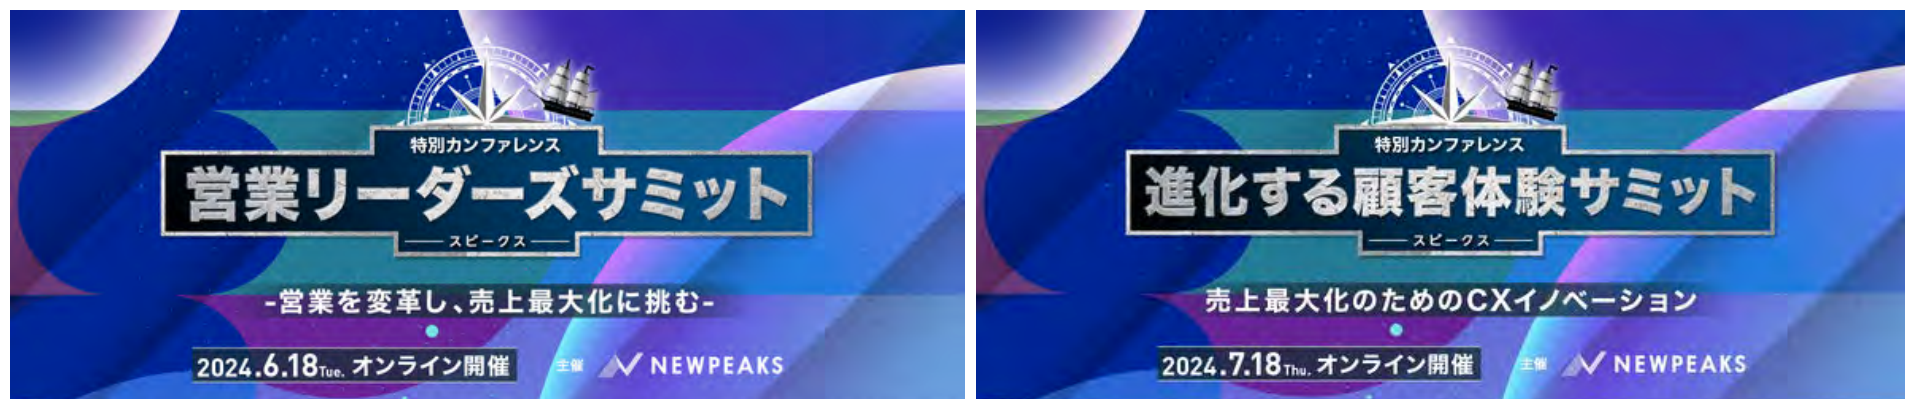 特別カンファレンス
営業リーダーズサミット
スピークス
-営業を変革し、売上最大化に挑む-
2024.6.18Tue. オンライン開催
主催 NEWPEAKS
特別カンファレンス
進化する顧客体験サミット
スピークス
売上最大化のためのCXイノベーション
2024.7.18Thu. オンライン開催
主催 NEWPEAKS